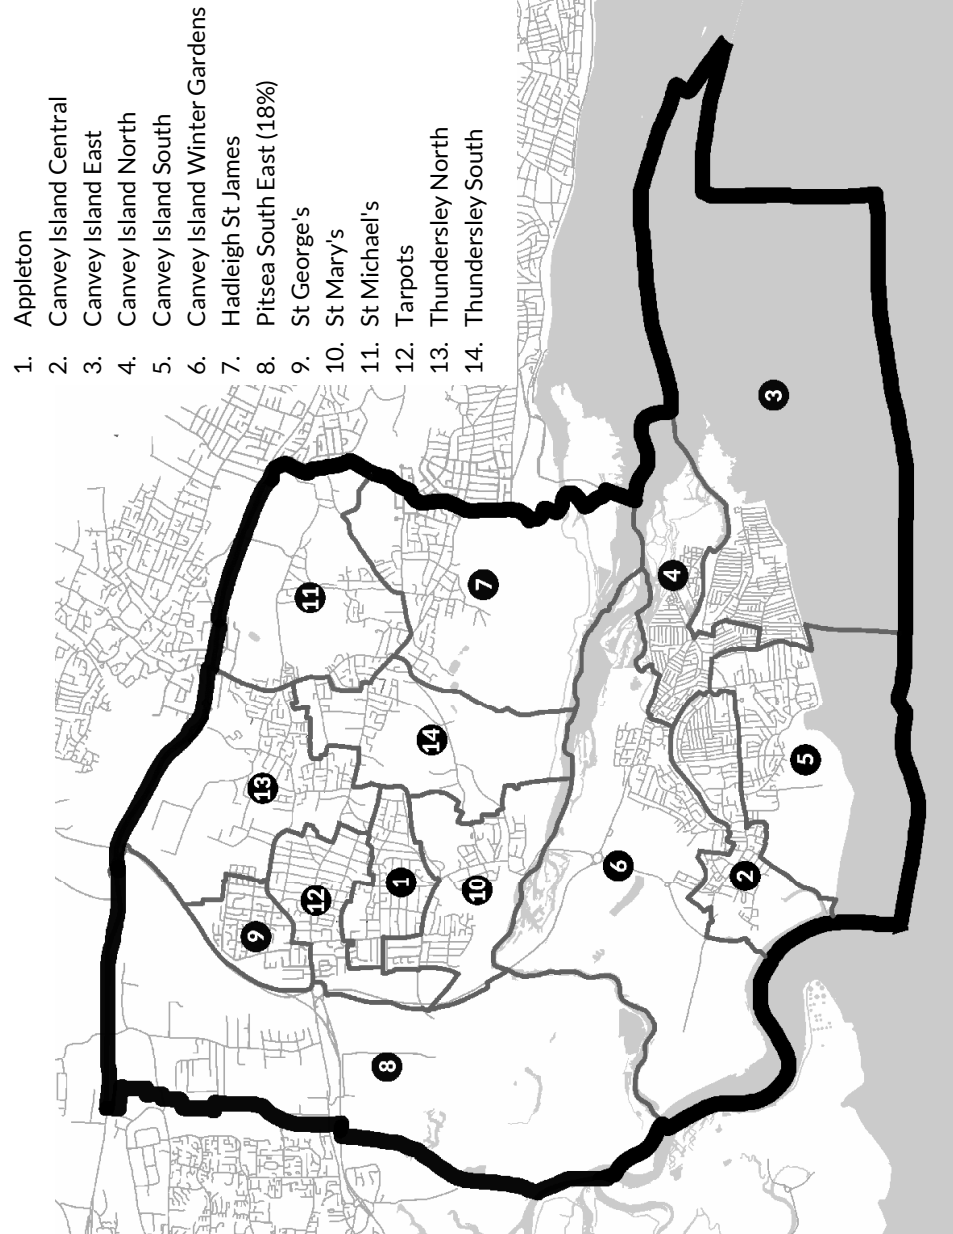 1. Appleton
2. Canvey Island Central
3. Canvey Island East
4. Canvey Island North
5. Canvey Island South
6. Canvey Island Winter Gardens
7. Hadleigh St James
8. Pitsea South East (18%)
9. St George's
10. St Mary's
11. St Michael's
12. Tarpots
13. Thundersley North
14. Thundersley South
8
9
12
1
10
13
14
11
7
6
2
5
4
3